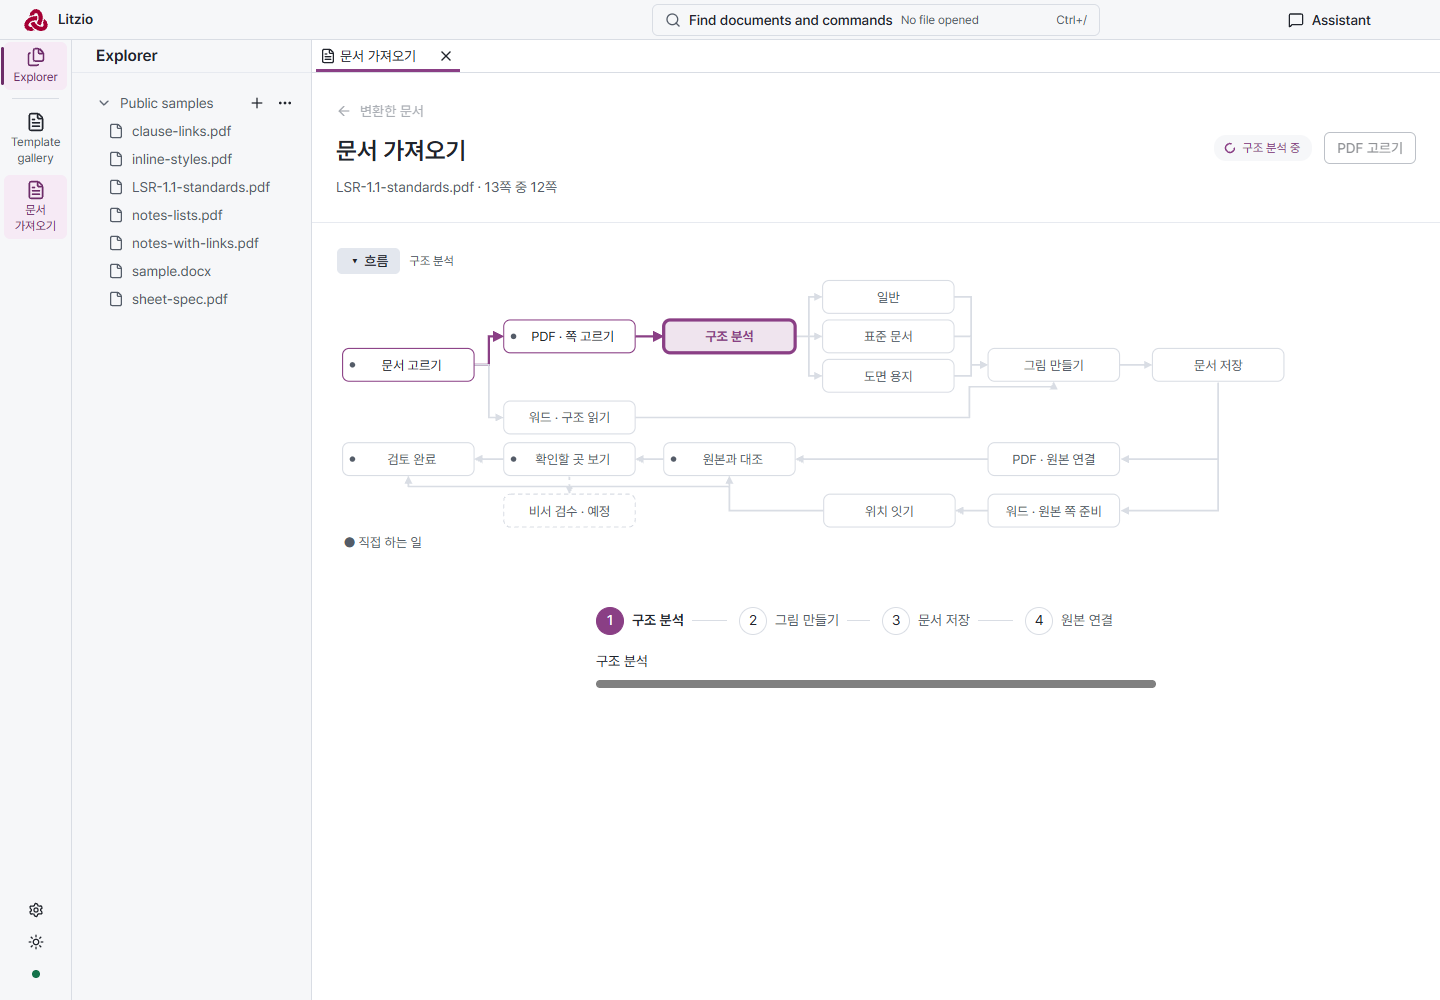 Litzio
Find documents and commands No file opened Ctrl+/
Assistant
Explorer
Template gallery
문서 가져오기
Explorer
Public samples
clause-links.pdf
inline-styles.pdf
LSR-1.1-standards.pdf
notes-lists.pdf
notes-with-links.pdf
sample.docx
sheet-spec.pdf
문서 가져오기
변환한 문서
문서 가져오기
구조 분석 중
PDF 고르기
LSR-1.1-standards.pdf · 13쪽 중 12쪽
흐름 구조 분석
일반
PDF · 쪽 고르기
구조 분석
표준 문서
문서 고르기
도면 용지
그림 만들기
문서 저장
워드 · 구조 읽기
검토 완료
확인할 곳 보기
원본과 대조
PDF · 원본 연결
비서 검수 · 예정
위치 잇기
워드 · 원본 쪽 준비
직접 하는 일
1 구조 분석 2 그림 만들기 3 문서 저장 4 원본 연결
구조 분석